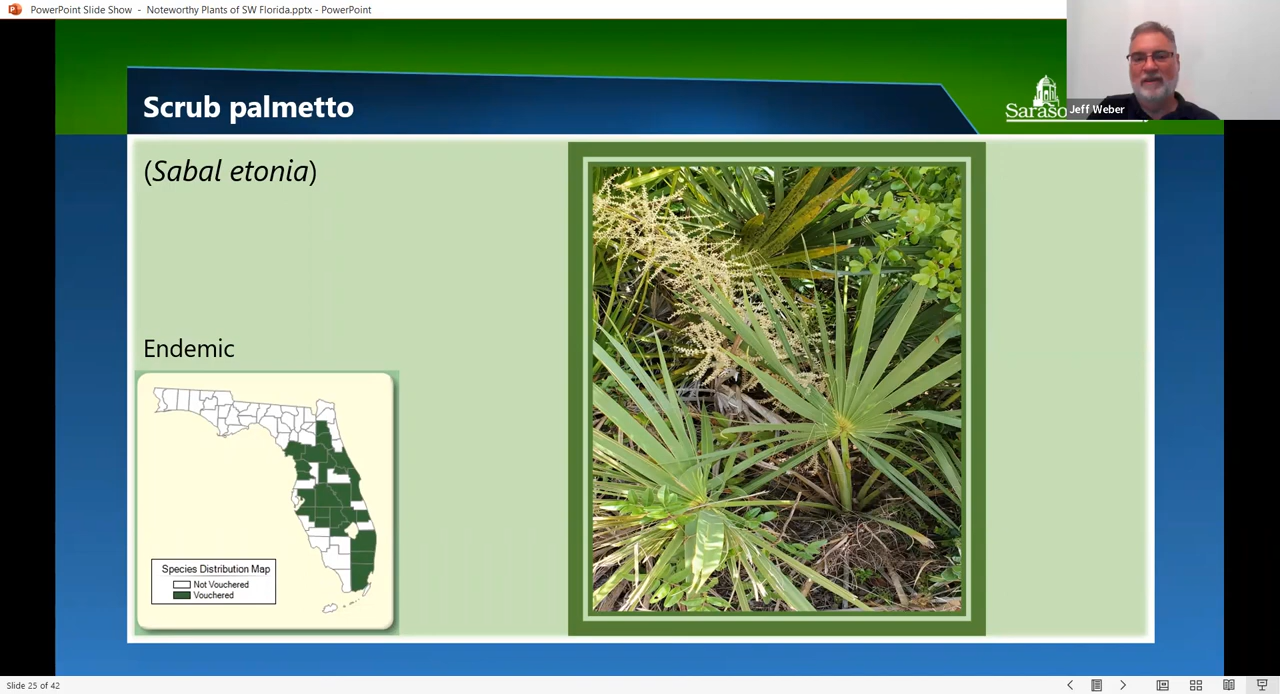 PowerPoint Slide Show - Noteworthy Plants of SW Florida.pptx - PowerPoint
Scrub palmetto
Saraso
Jeff Weber
(Sabal etonia)
Endemic
Species Distribution Map
Not Vouchered
Vouchered
Slide 25 of 42